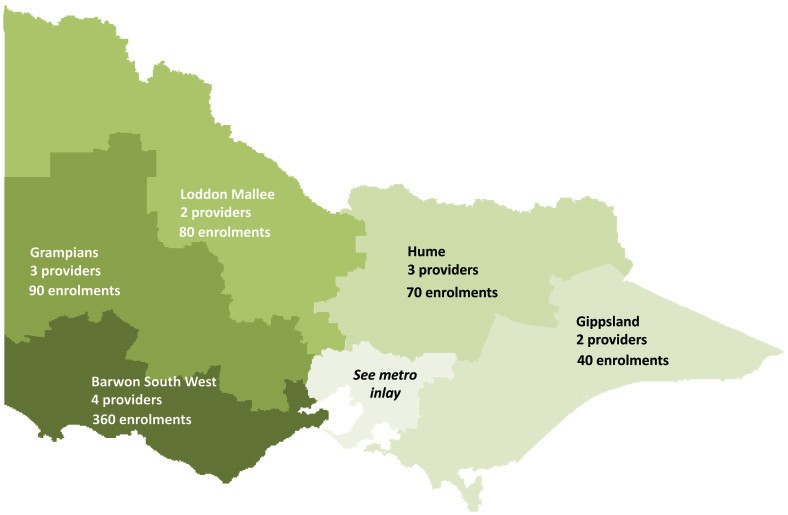 Loddon Mallee
2 providers
80 enrolments
Grampians
3 providers
90 enrolments
Hume
3 providers
70 enrolments
Gippsland
2 providers
40 enrolments
See metro
inlay
Barwon South West
4 providers
360 enrolments